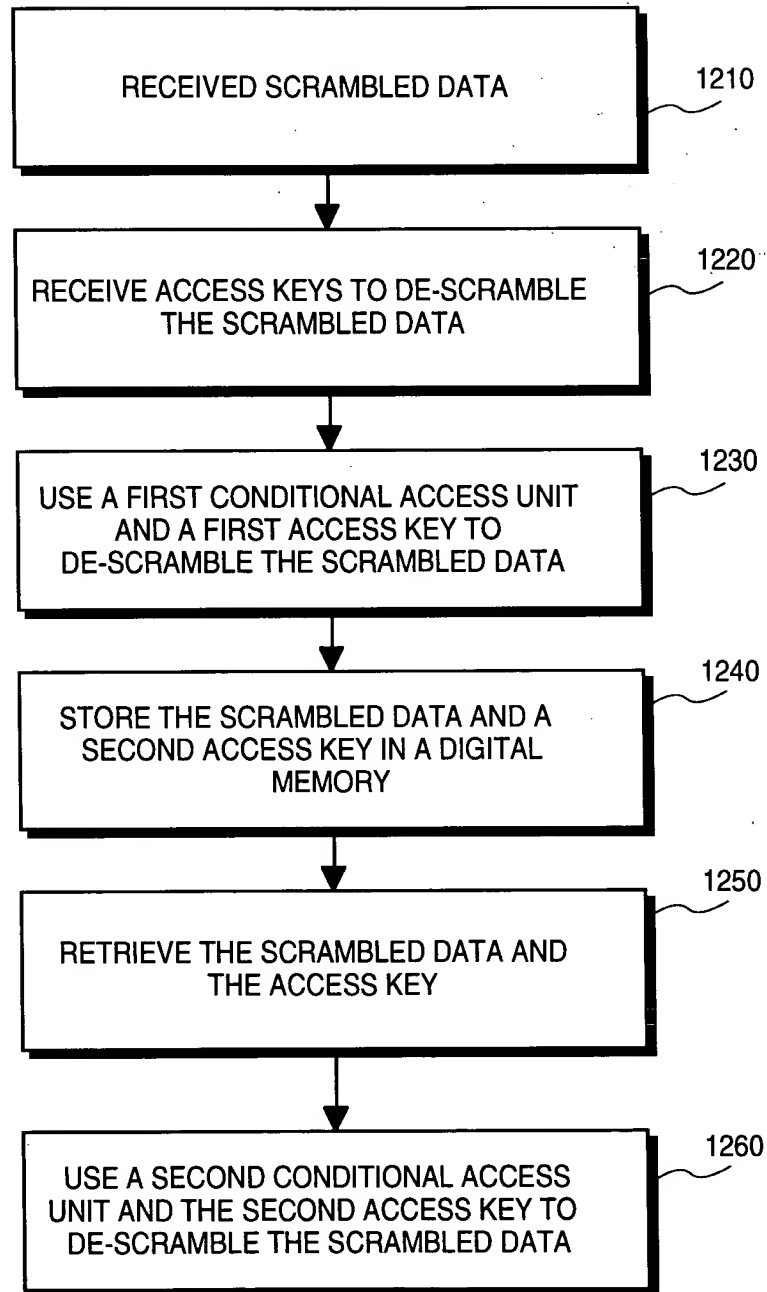 RECEIVED SCRAMBLED DATA
1210
RECEIVE ACCESS KEYS TO DE-SCRAMBLE
THE SCRAMBLED DATA
1220
USE A FIRST CONDITIONAL ACCESS UNIT
AND A FIRST ACCESS KEY TO
DE-SCRAMBLE THE SCRAMBLED DATA
1230
STORE THE SCRAMBLED DATA AND A
SECOND ACCESS KEY IN A DIGITAL
MEMORY
1240
RETRIEVE THE SCRAMBLED DATA AND
THE ACCESS KEY
1250
USE A SECOND CONDITIONAL ACCESS
UNIT AND THE SECOND ACCESS KEY TO
DE-SCRAMBLE THE SCRAMBLED DATA
1260